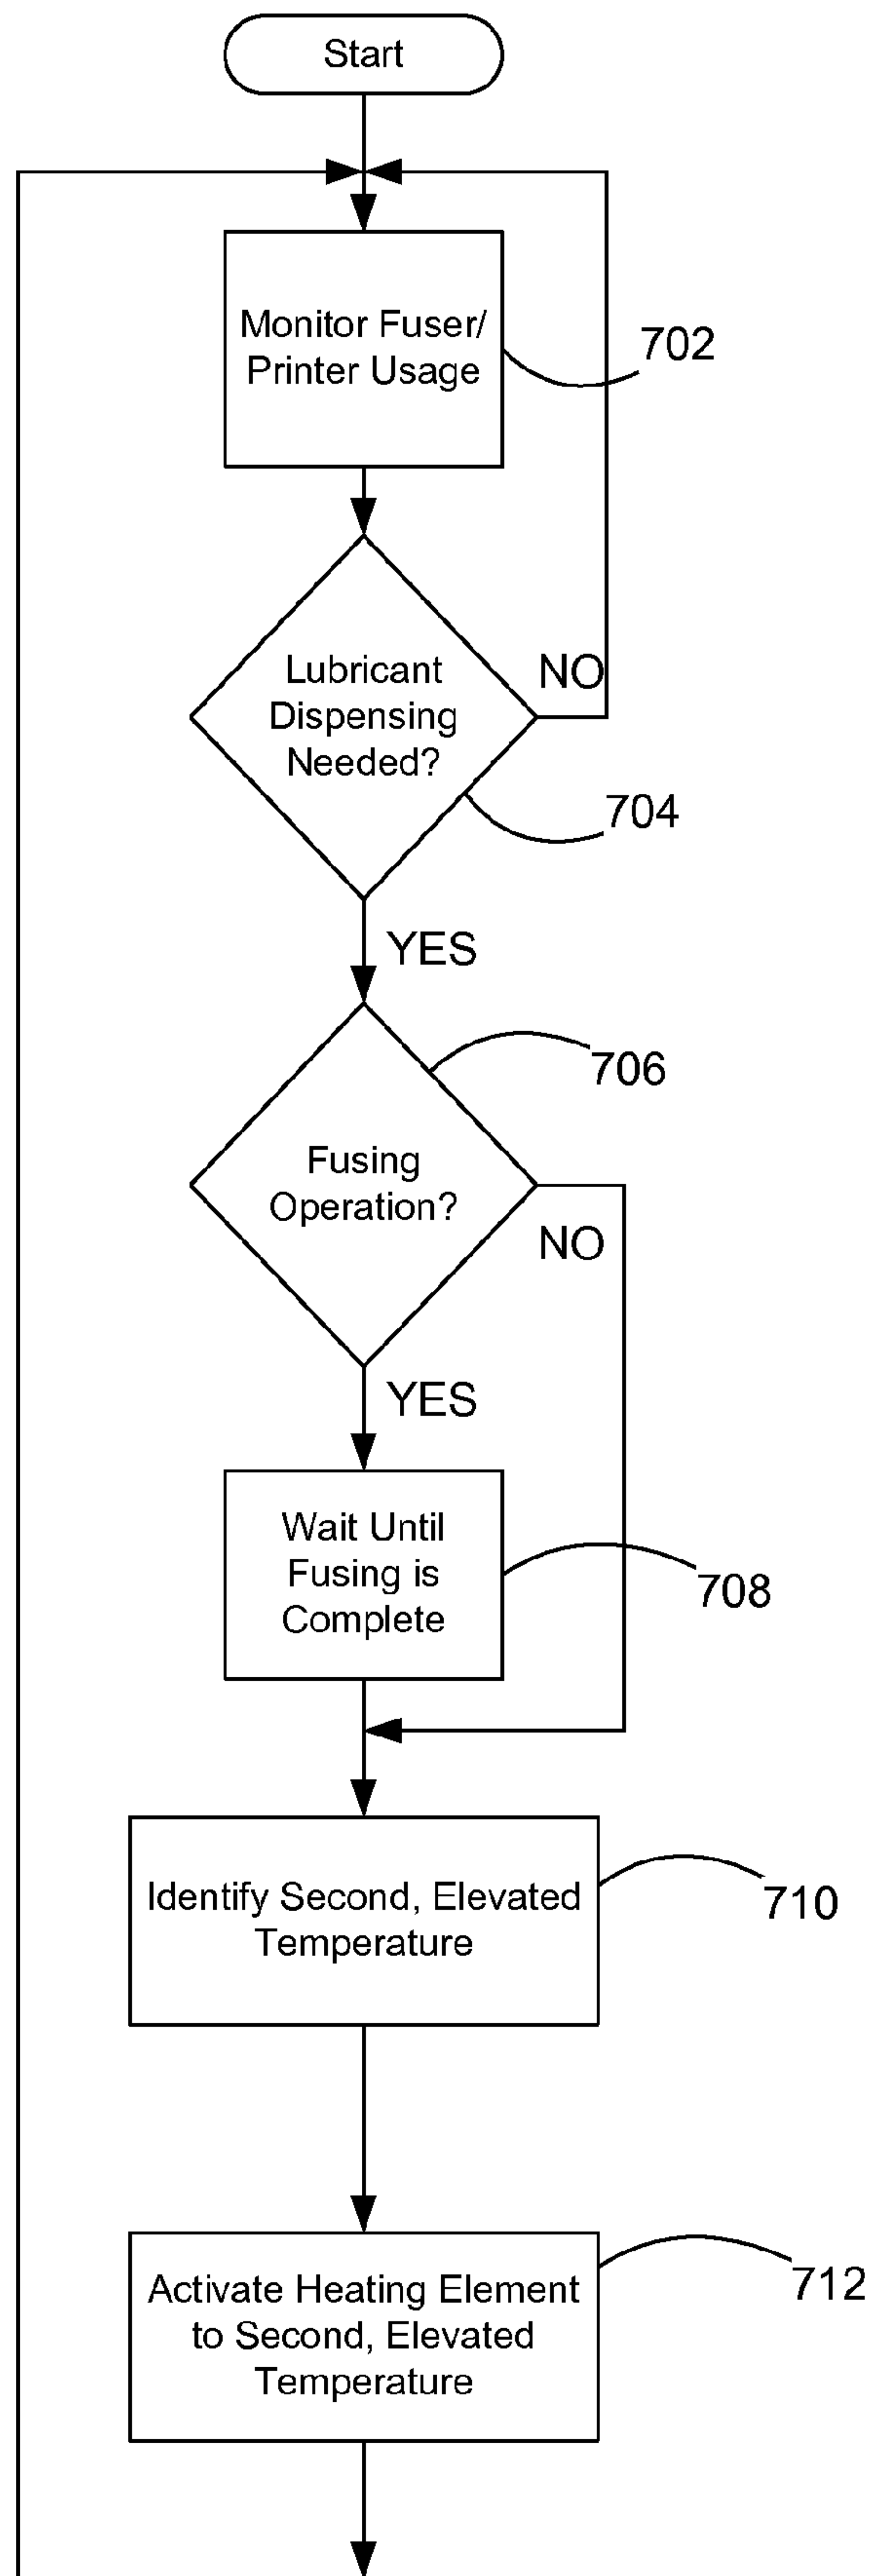 Start
Monitor Fuser/
Printer Usage
702
Lubricant
Dispensing
Needed?
NO
704
YES
706
Fusing
Operation?
NO
YES
Wait Until
Fusing is
Complete
708
Identify Second, Elevated
Temperature
710
Activate Heating Element
to Second, Elevated
Temperature
712